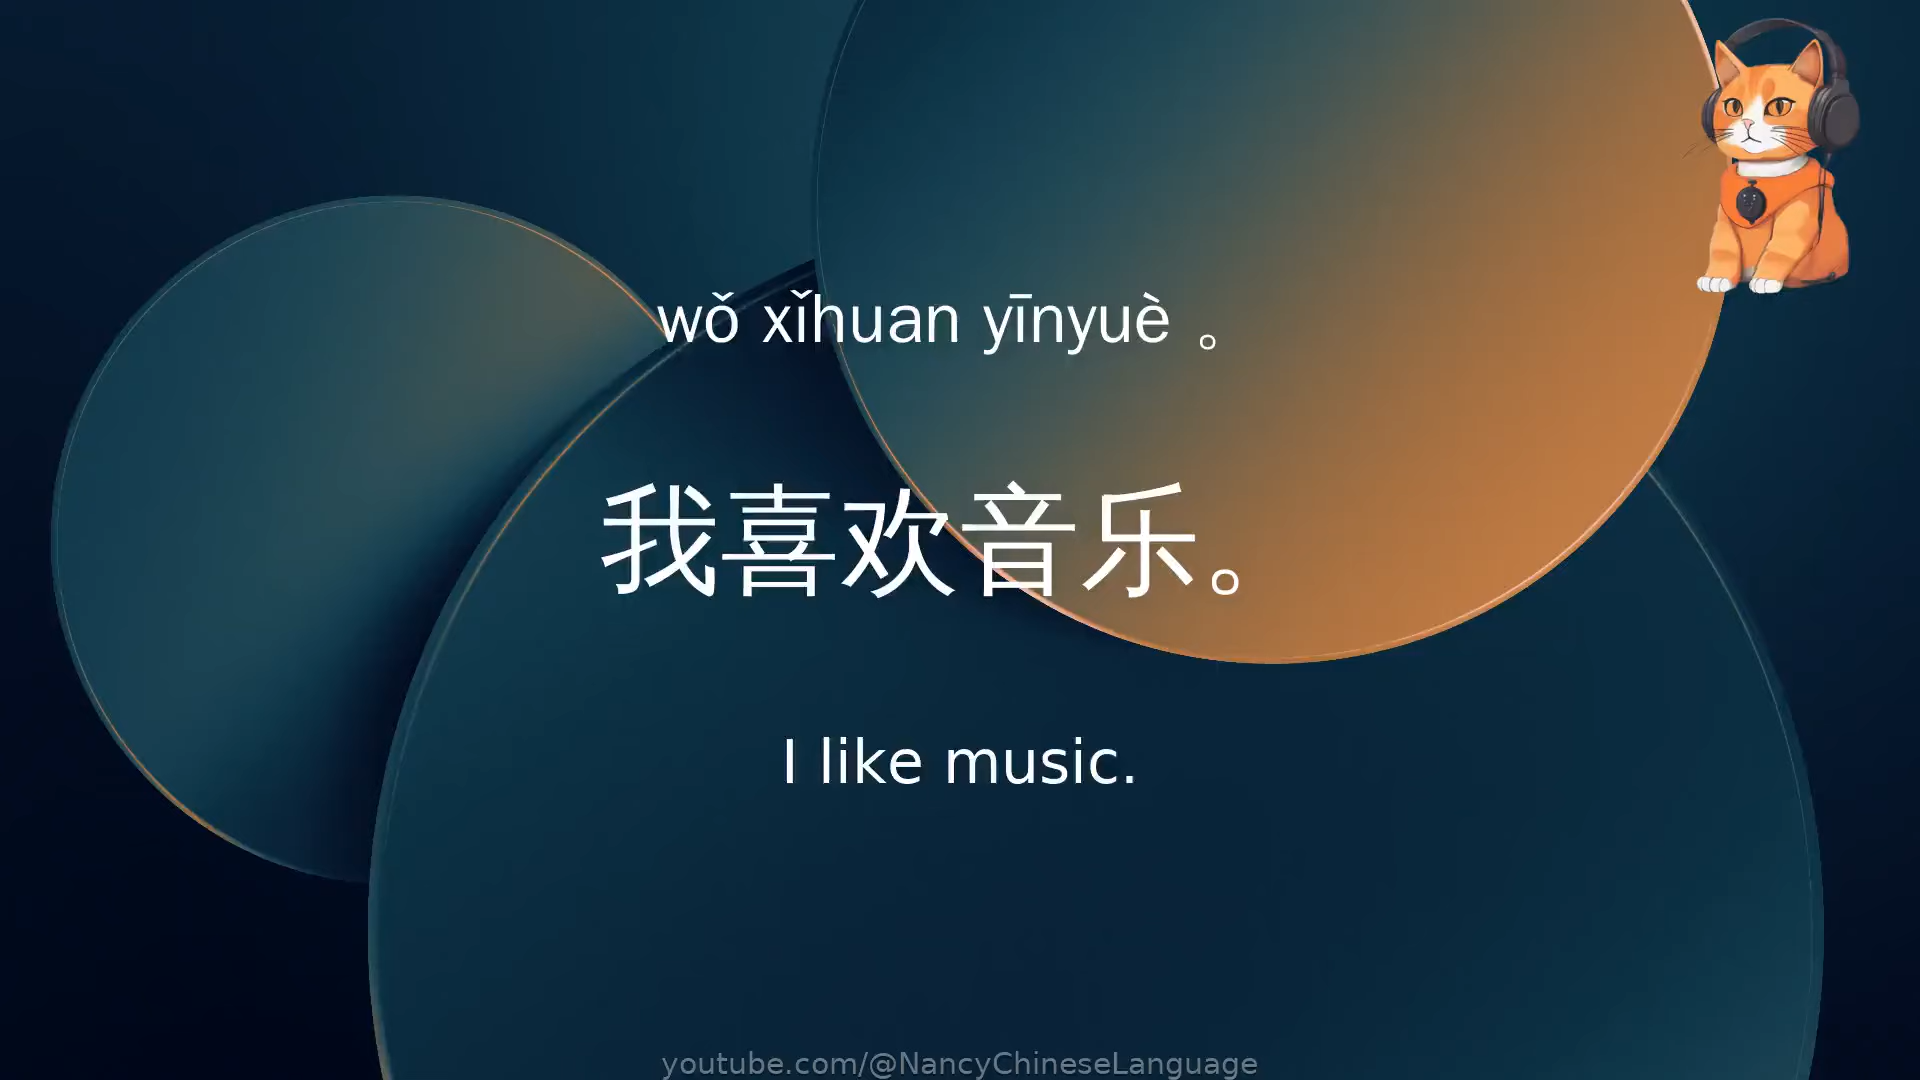 wǒ xǐhuan yīnyuè 。
我喜欢音乐。
I like music.
youtube.com/@NancyChineseLanguage